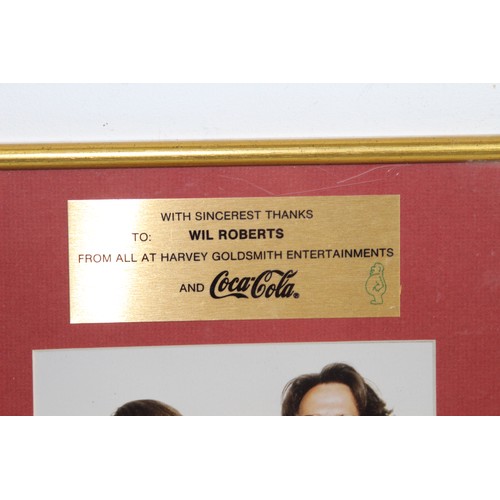 WITH SINCEREST THANKS
TO: WIL ROBERTS
FROM ALL AT HARVEY GOLDSMITH ENTERTAINMENTS
AND Coca-Cola®